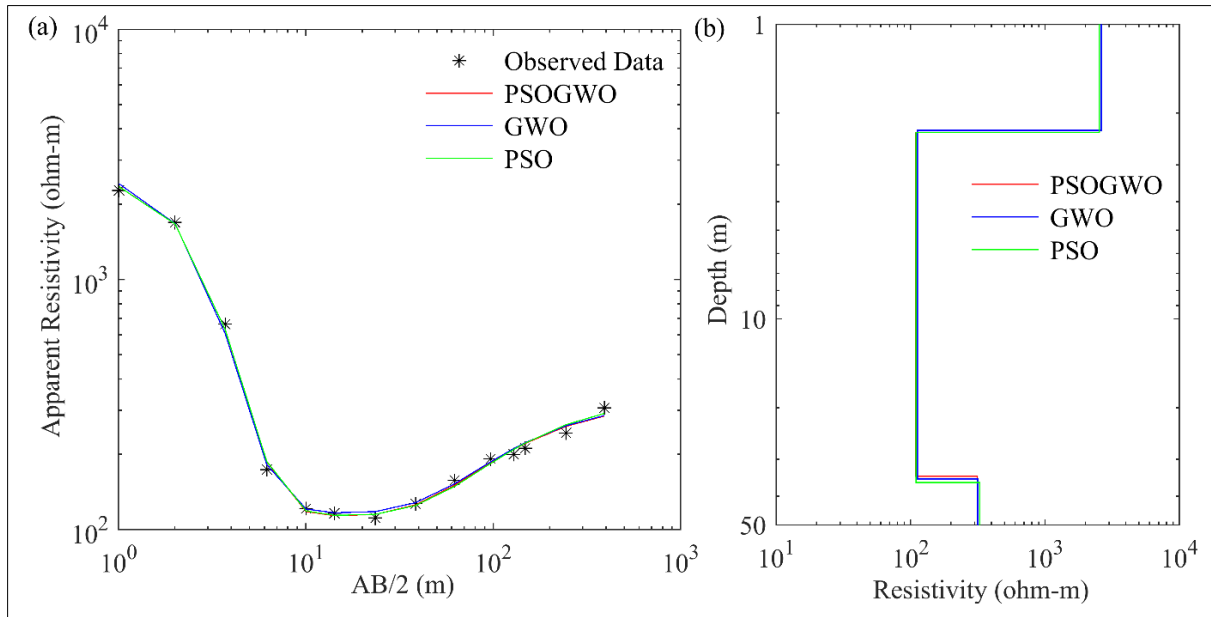 (a)
10^4
10^3
10^2
Apparent Resistivity (ohm-m)
Observed Data
PSOGWO
GWO
PSO
10^0
10^1
10^2
10^3
AB/2 (m)
(b)
1
10
50
Depth (m)
PSOGWO
GWO
PSO
10^1
10^2
10^3
10^4
Resistivity (ohm-m)